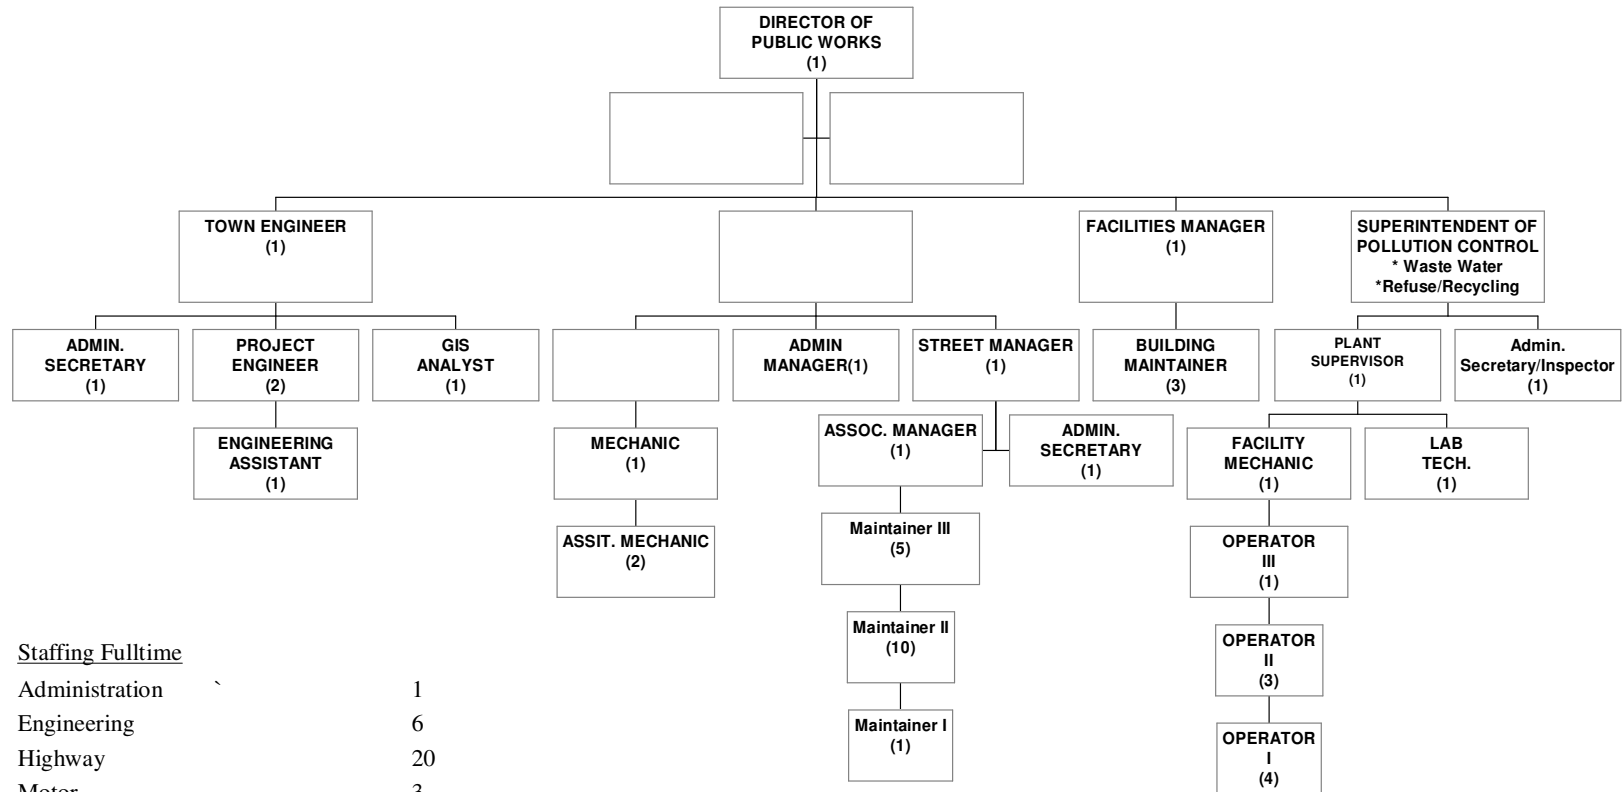 DIRECTOR OF
PUBLIC WORKS
(1)
TOWN ENGINEER
(1)
FACILITIES MANAGER
(1)
SUPERINTENDENT OF
POLLUTION CONTROL
* Waste Water
*Refuse/Recycling
ADMIN.
SECRETARY
(1)
PROJECT
ENGINEER
(2)
GIS
ANALYST
(1)
ADMIN
MANAGER(1)
STREET MANAGER
(1)
BUILDING
MAINTAINER
(3)
PLANT
SUPERVISOR
(1)
Admin.
Secretary/Inspector
(1)
ENGINEERING
ASSISTANT
(1)
MECHANIC
(1)
ASSOC. MANAGER
(1)
ADMIN.
SECRETARY
(1)
FACILITY
MECHANIC
(1)
LAB
TECH.
(1)
ASSIT. MECHANIC
(2)
Maintainer III
(5)
OPERATOR
III
(1)
Maintainer II
(10)
OPERATOR
II
(3)
Maintainer I
(1)
OPERATOR
I
(4)
Staffing Fulltime
Administration ` 1
Engineering 6
Highway 20
Motor 3